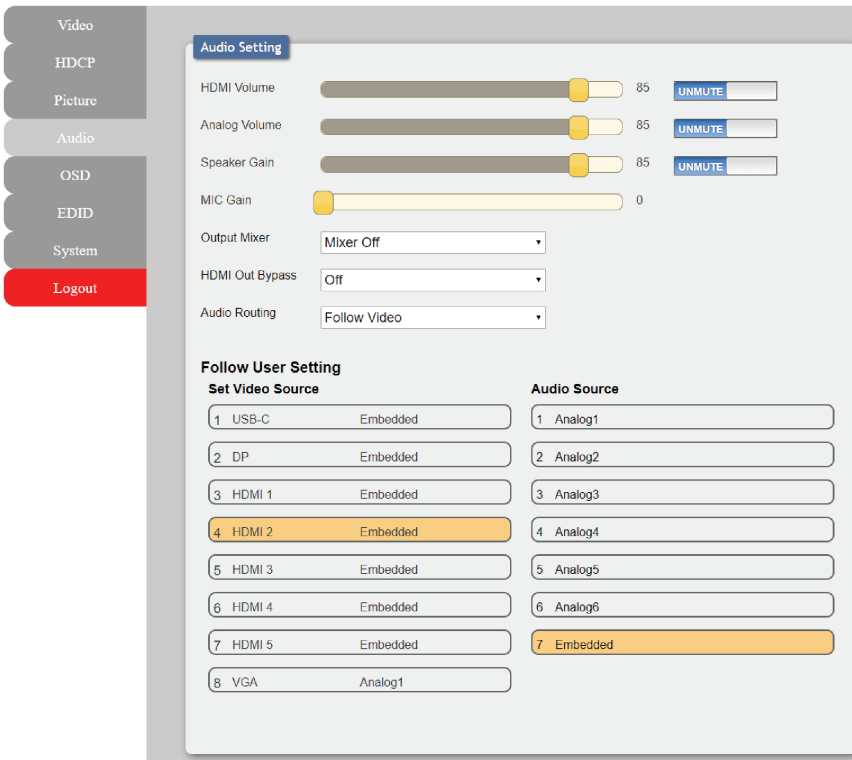 Video
HDCP
Picture
Audio
OSD
EDID
System
Logout
Audio Setting
HDMI Volume 85 UNMUTE
Analog Volume 85 UNMUTE
Speaker Gain 85 UNMUTE
MIC Gain 0
Output Mixer Mixer Off
HDMI Out Bypass Off
Audio Routing Follow Video
Follow User Setting
Set Video Source Audio Source
1 USB-C Embedded 1 Analog1
2 DP Embedded 2 Analog2
3 HDMI 1 Embedded 3 Analog3
4 HDMI 2 Embedded 4 Analog4
5 HDMI 3 Embedded 5 Analog5
6 HDMI 4 Embedded 6 Analog6
7 HDMI 5 Embedded 7 Embedded
8 VGA Analog1